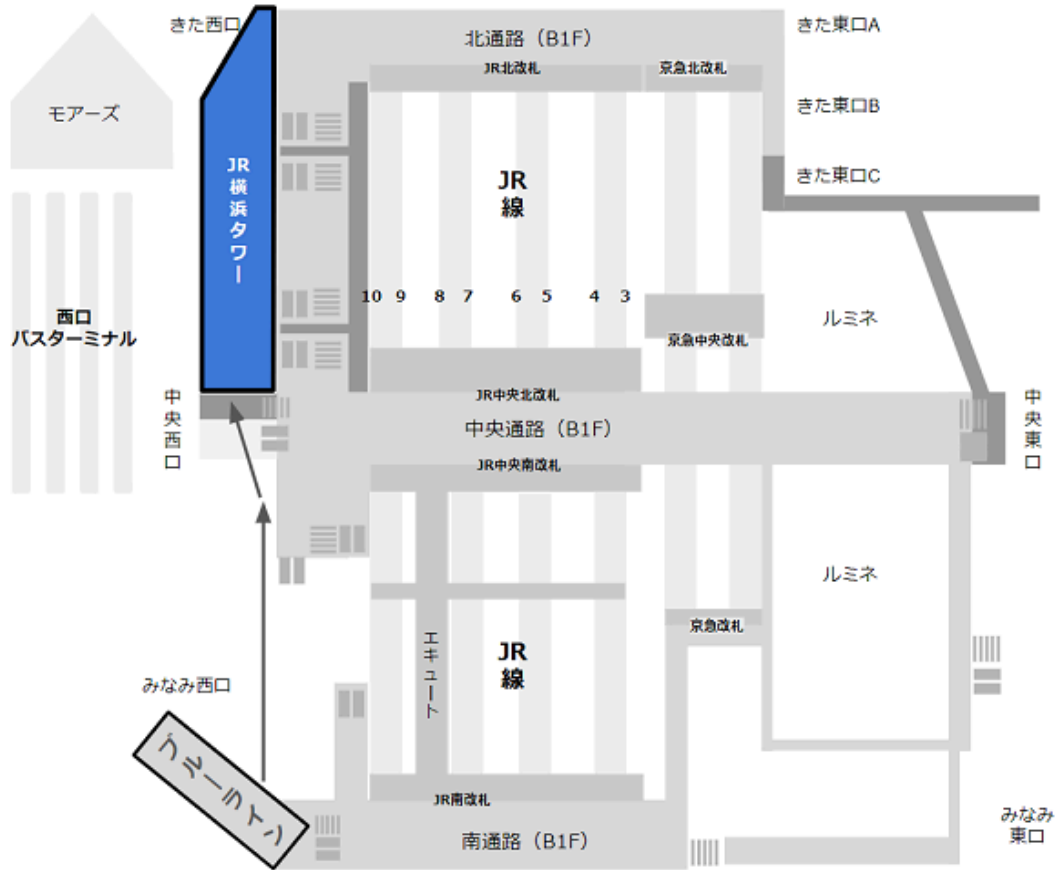 きた西口
北通路（B1F）
きた東口A
JR北改札
京急北改札
モアーズ
きた東口B
JR横浜タワー
JR線
きた東口C
10 9 8 7 6 5 4 3
西口
バスターミナル
ルミネ
京急中央改札
中央西口
JR中央北改札
中央通路（B1F）
中央東口
JR中央南改札
ルミネ
エキュート
JR線
京急改札
みなみ西口
ブルーライン
JR南改札
南通路（B1F）
みなみ
東口